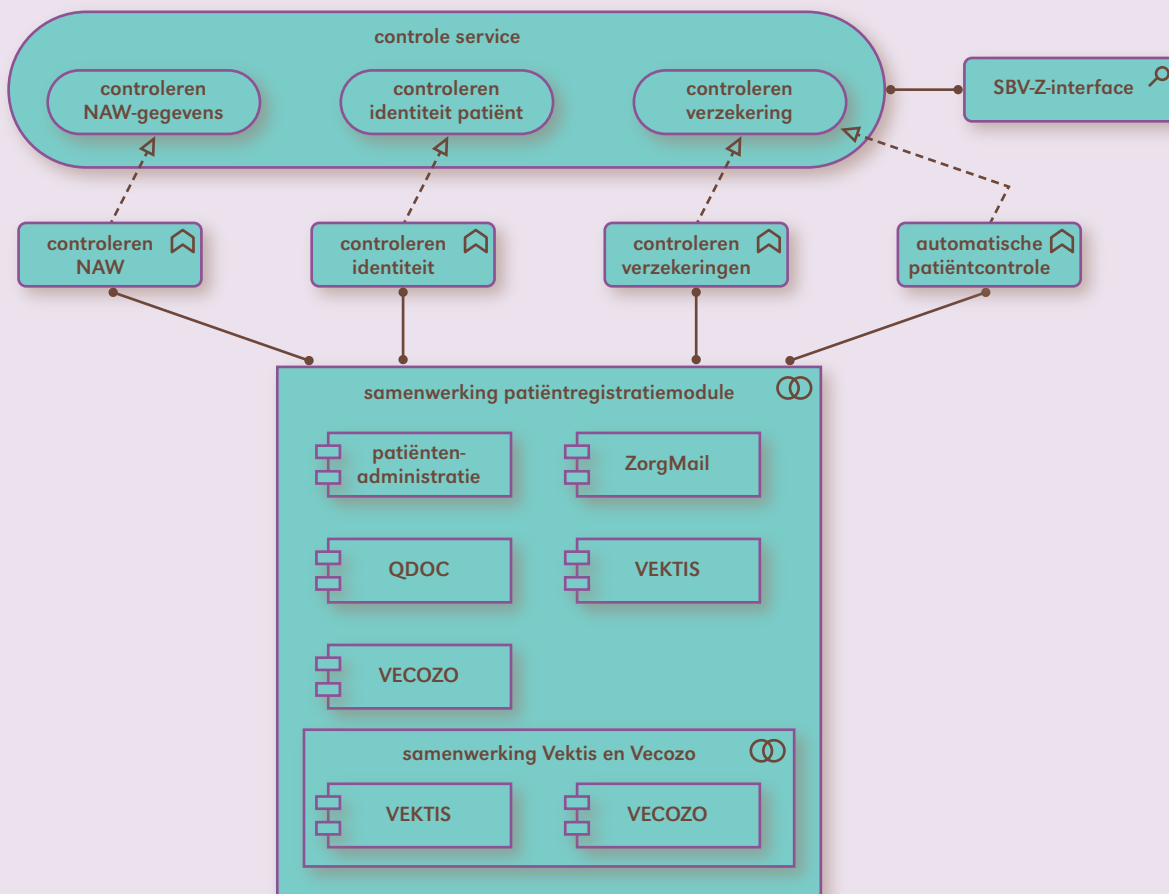 controle service
controleren
NAW-gegevens
controleren
identiteit patiënt
controleren
verzekering
SBV-Z-interface
controleren
NAW
controleren
identiteit
controleren
verzekeringen
automatische
patiëntcontrole
samenwerking patiëntregistratiemodule
patiënten-
administratie
ZorgMail
QDOC
VEKTIS
VECOZO
samenwerking Vektis en Vecozo
VEKTIS
VECOZO